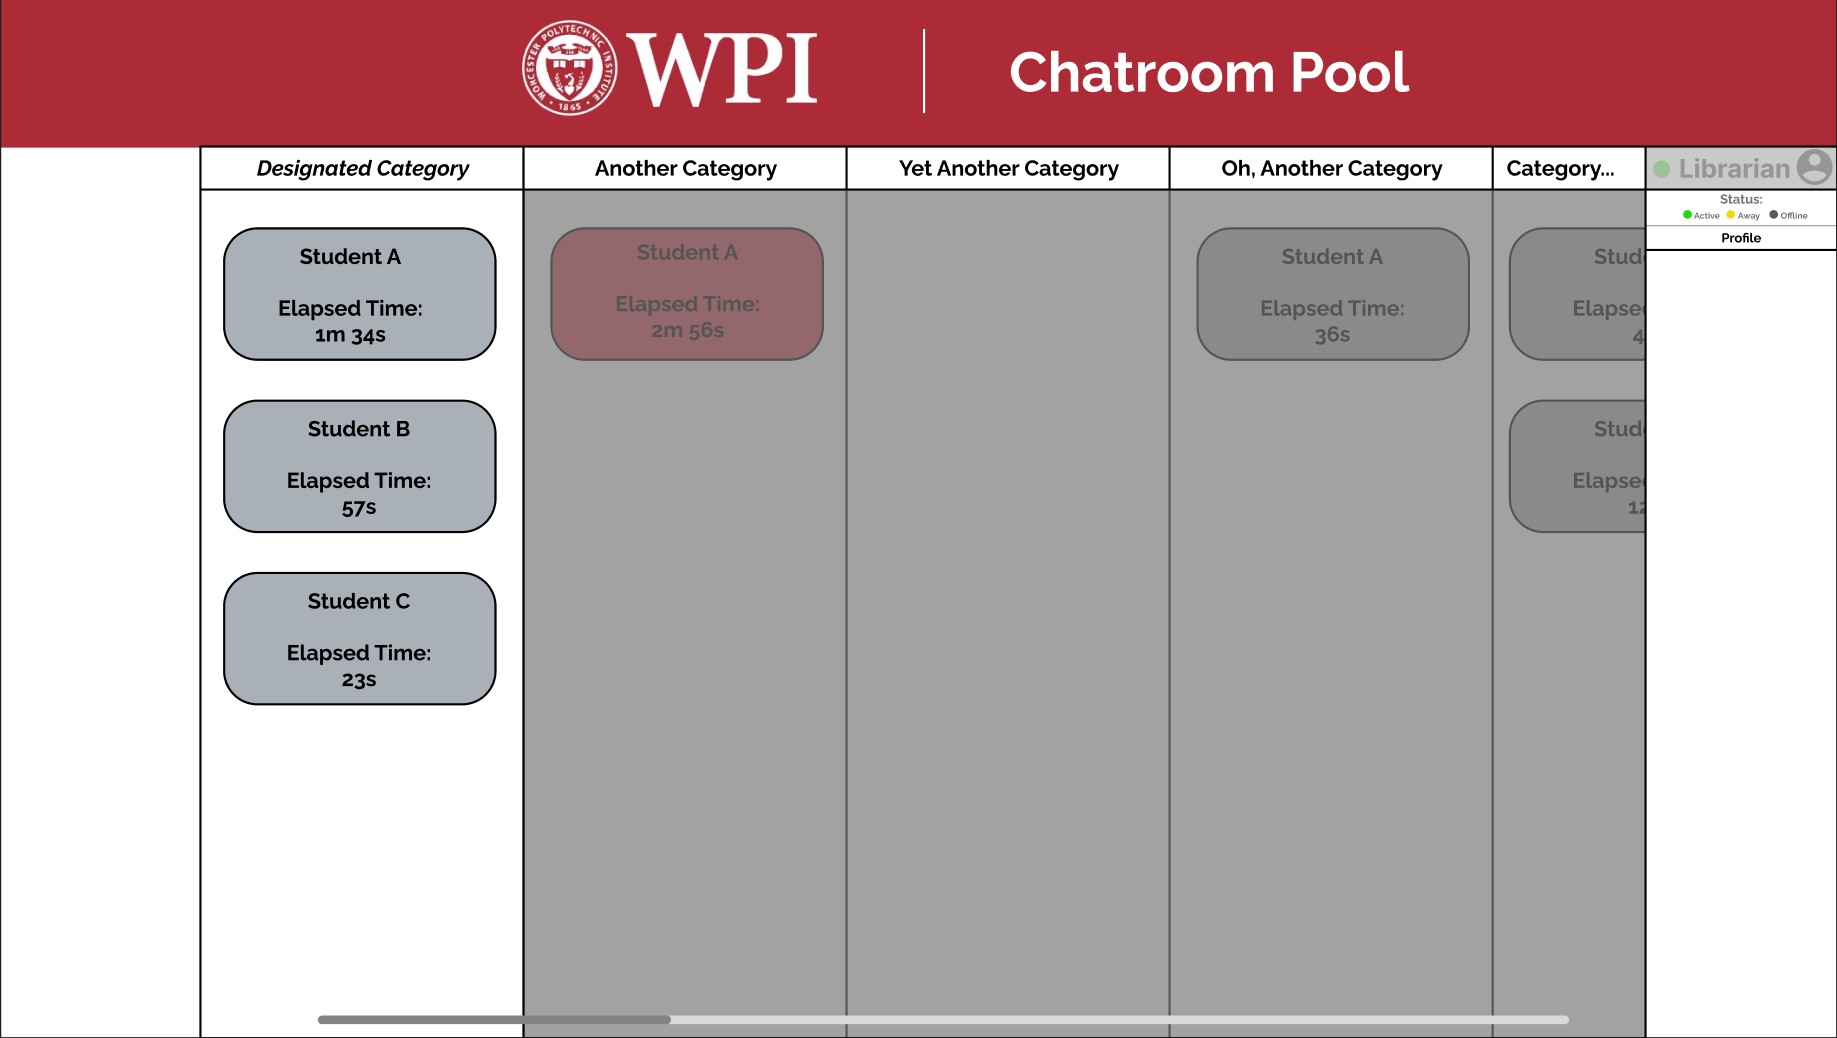 WORCESTER POLYTECHNIC INSTITUTE
1865
WPI
Chatroom Pool
Designated Category
Another Category
Yet Another Category
Oh, Another Category
Category...
Librarian
Status:
Active Away Offline
Profile
Student A
Elapsed Time:
1m 34s
Student B
Elapsed Time:
57s
Student C
Elapsed Time:
23s
Student A
Elapsed Time:
2m 56s
Student A
Elapsed Time:
36s
Stud
Elapse
4
Stud
Elapse
12